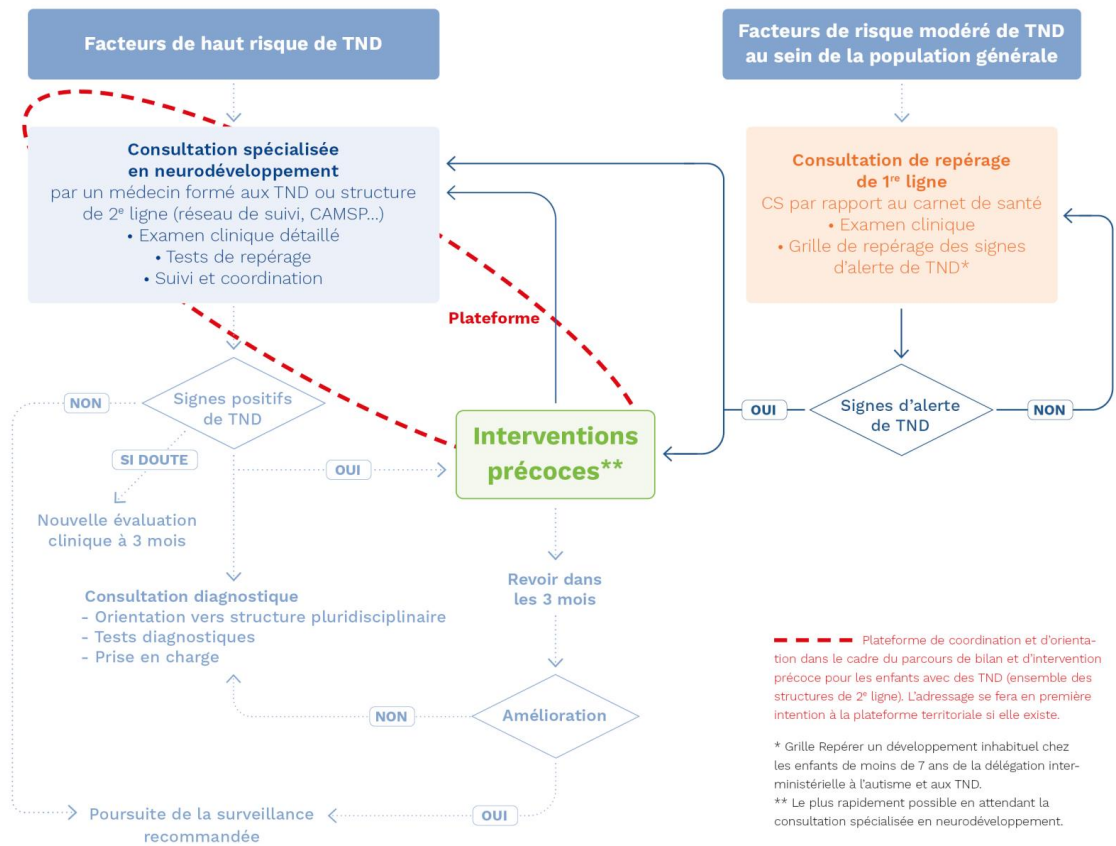 Facteurs de haut risque de TND
Facteurs de risque modéré de TND
au sein de la population générale
Consultation spécialisée
en neurodéveloppement
par un médecin formé aux TND ou structure
de 2e ligne (réseau de suivi, CAMSP...)
• Examen clinique détaillé
• Tests de repérage
• Suivi et coordination
Consultation de repérage
de 1re ligne
CS par rapport au carnet de santé
• Examen clinique
• Grille de repérage des signes
d'alerte de TND*
Plateforme
Signes positifs
de TND
NON
SI DOUTE
OUI
Nouvelle évaluation
clinique à 3 mois
Interventions
précoces**
OUI
Signes d'alerte
de TND
NON
Consultation diagnostique
- Orientation vers structure pluridisciplinaire
- Tests diagnostiques
- Prise en charge
Revoir dans
les 3 mois
NON
Amélioration
OUI
Poursuite de la surveillance
recommandée
Plateforme de coordination et d'orienta-
tion dans le cadre du parcours de bilan et d'intervention
précoce pour les enfants avec des TND (ensemble des
structures de 2e ligne). L'adressage se fera en première
intention à la plateforme territoriale si elle existe.
* Grille Repérer un développement inhabituel chez
les enfants de moins de 7 ans de la délégation inter-
ministérielle à l'autisme et aux TND.
** Le plus rapidement possible en attendant la
consultation spécialisée en neurodéveloppement.